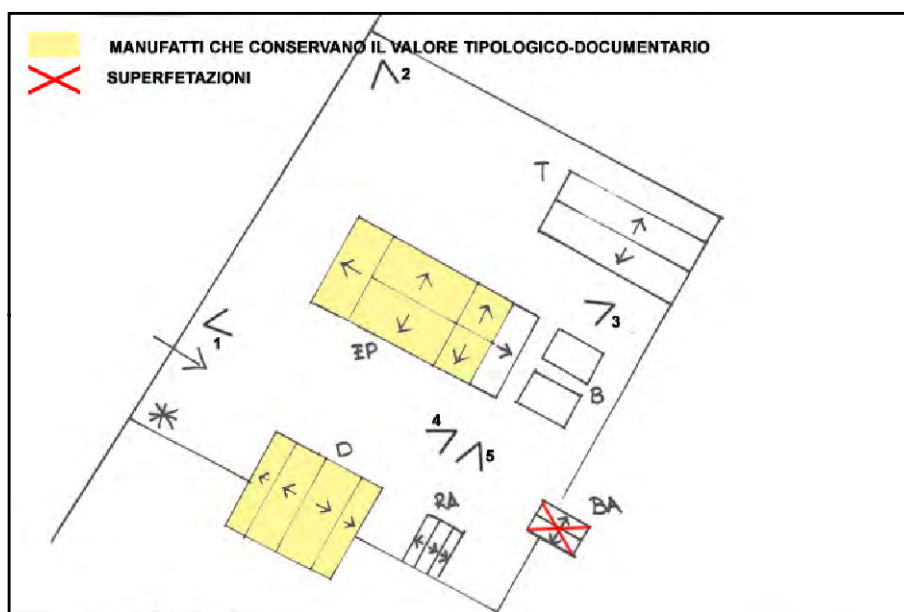 MANUFATTI CHE CONSERVANO IL VALORE TIPOLOGICO-DOCUMENTARIO
SUPERFETAZIONI
2
T
3
1
EP
B
4
5
D
RA
BA